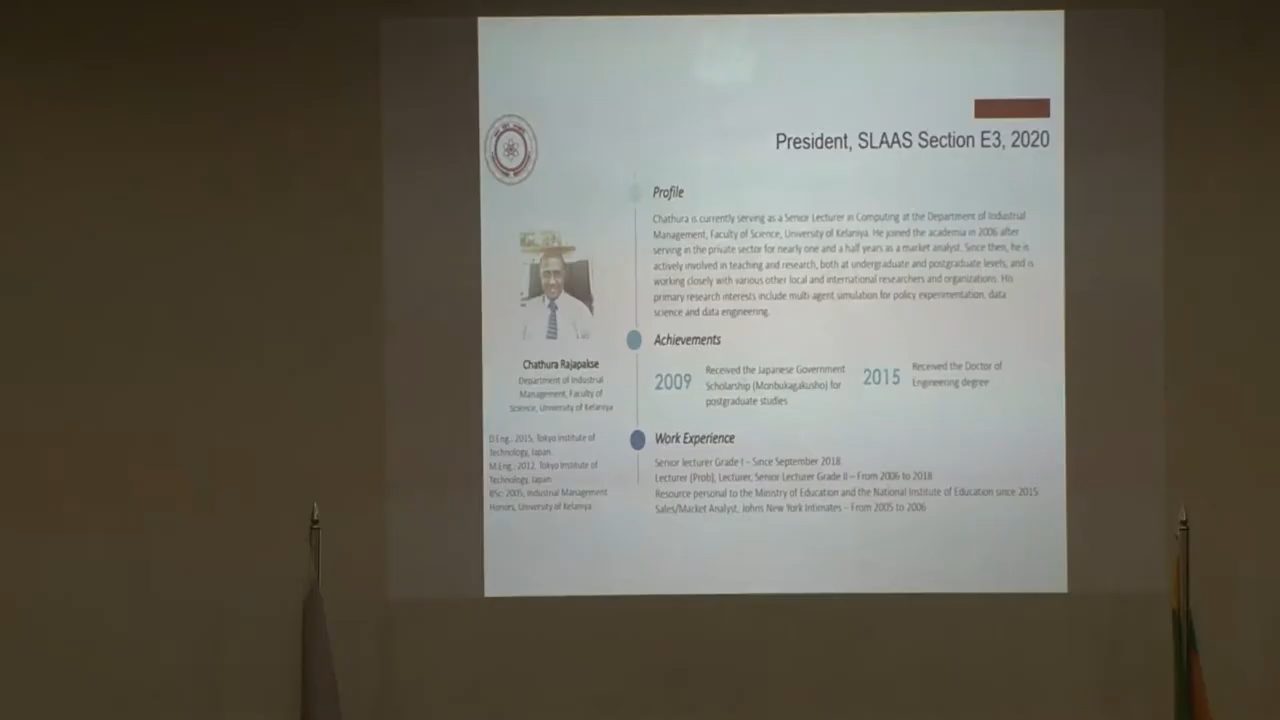 President, SLAAS Section E3, 2020
Profile
Chathura is currently serving as a Senior Lecturer in Computing at the Department of Industrial
Management, Faculty of Science, University of Kelaniya. He joined the academia in 2006 after
serving in the private sector for nearly one and a half years as a market analyst. Since then, he is
actively involved in teaching and research, both at undergraduate and postgraduate levels, and is
working closely with various other local and international researchers and organizations. His
primary research interests include multi-agent simulation for policy experimentation, data
science and data engineering.
Achievements
2009
Received the Japanese Government
Scholarship (Monbukagakusho) for
postgraduate studies
2015
Received the Doctor of
Engineering degree
Chathura Rajapakse
Department of Industrial
Management, Faculty of
Science, University of Kelaniya
D.Eng.: 2015, Tokyo Institute of
Technology, Japan
M.Eng.: 2012, Tokyo Institute of
Technology, Japan
BSc: 2005, Industrial Management
Honors, University of Kelaniya
Work Experience
Senior lecturer Grade I – Since September 2018
Lecturer (Prob), Lecturer, Senior Lecturer Grade II – From 2006 to 2018
Resource personal to the Ministry of Education and the National Institute of Education since 2015
Sales/Market Analyst, Johns New York Intimates – From 2005 to 2006